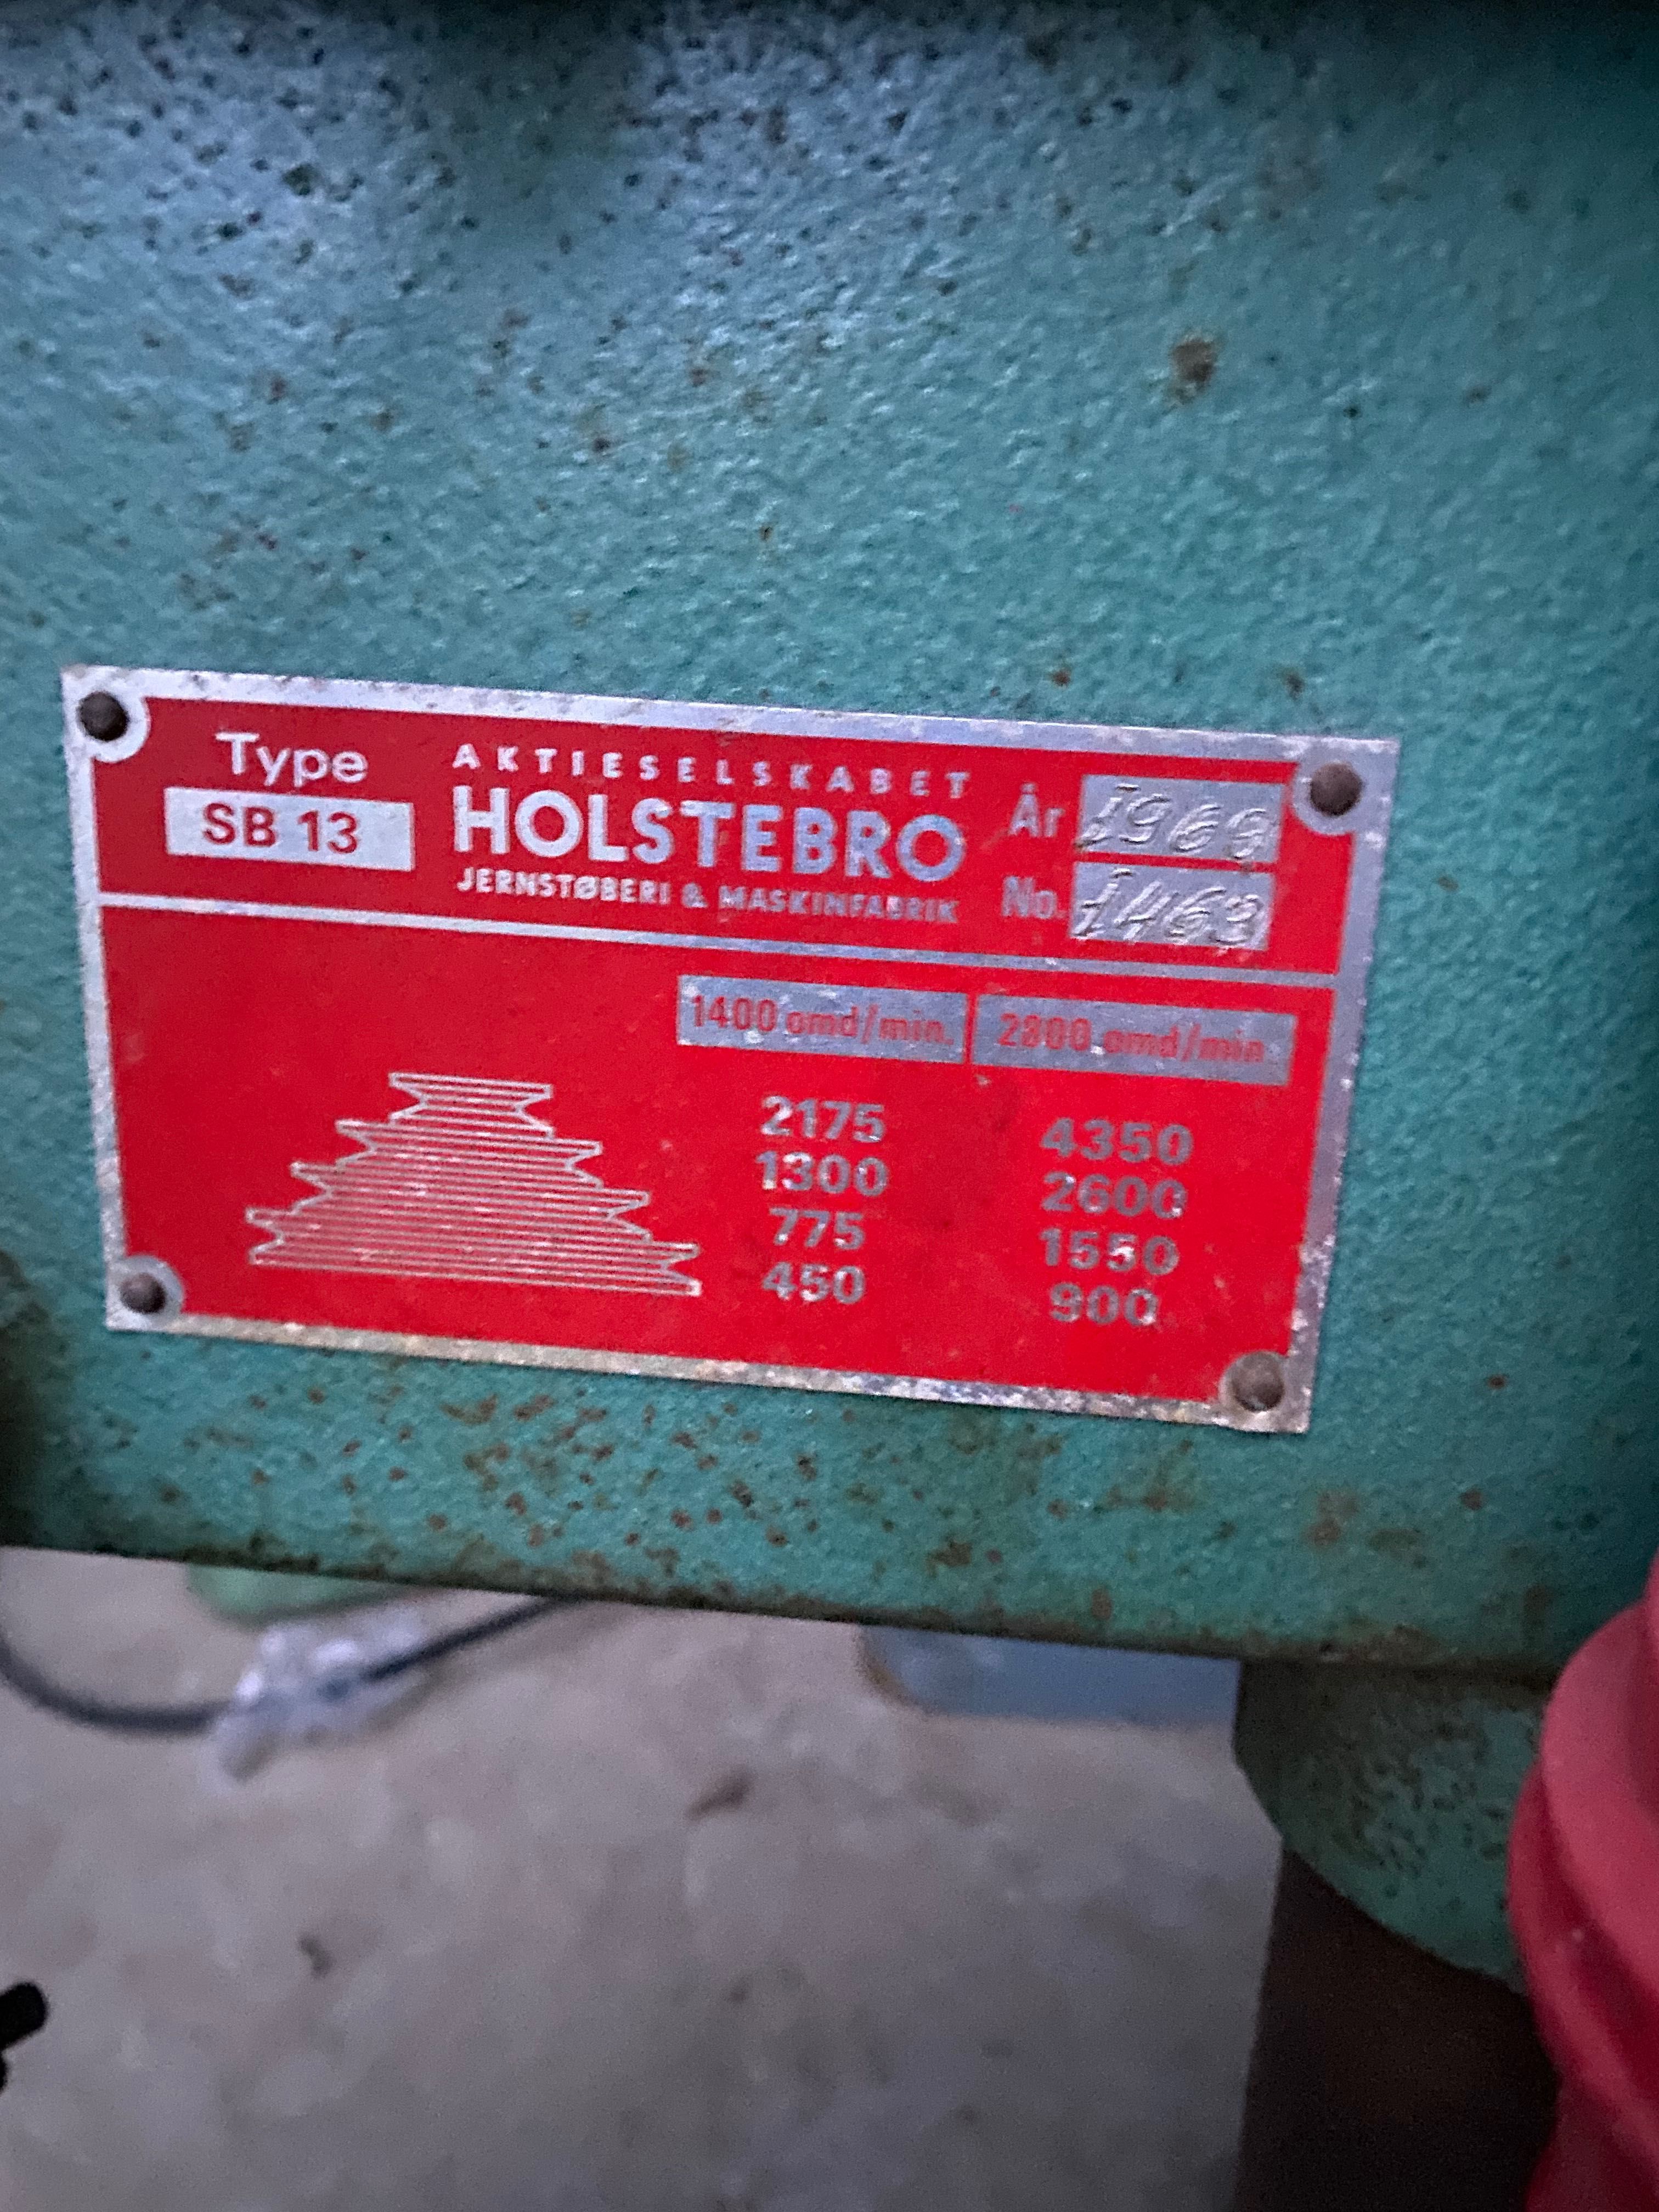 Type
SB 13
AKTIESELSKABET
HOLSTEBRO
JERNSTØBERI & MASKINFABRIK
År 1969
No. 1463
1400 omd/min. 2800 omd/min.
2175 4350
1300 2600
775 1550
450 900